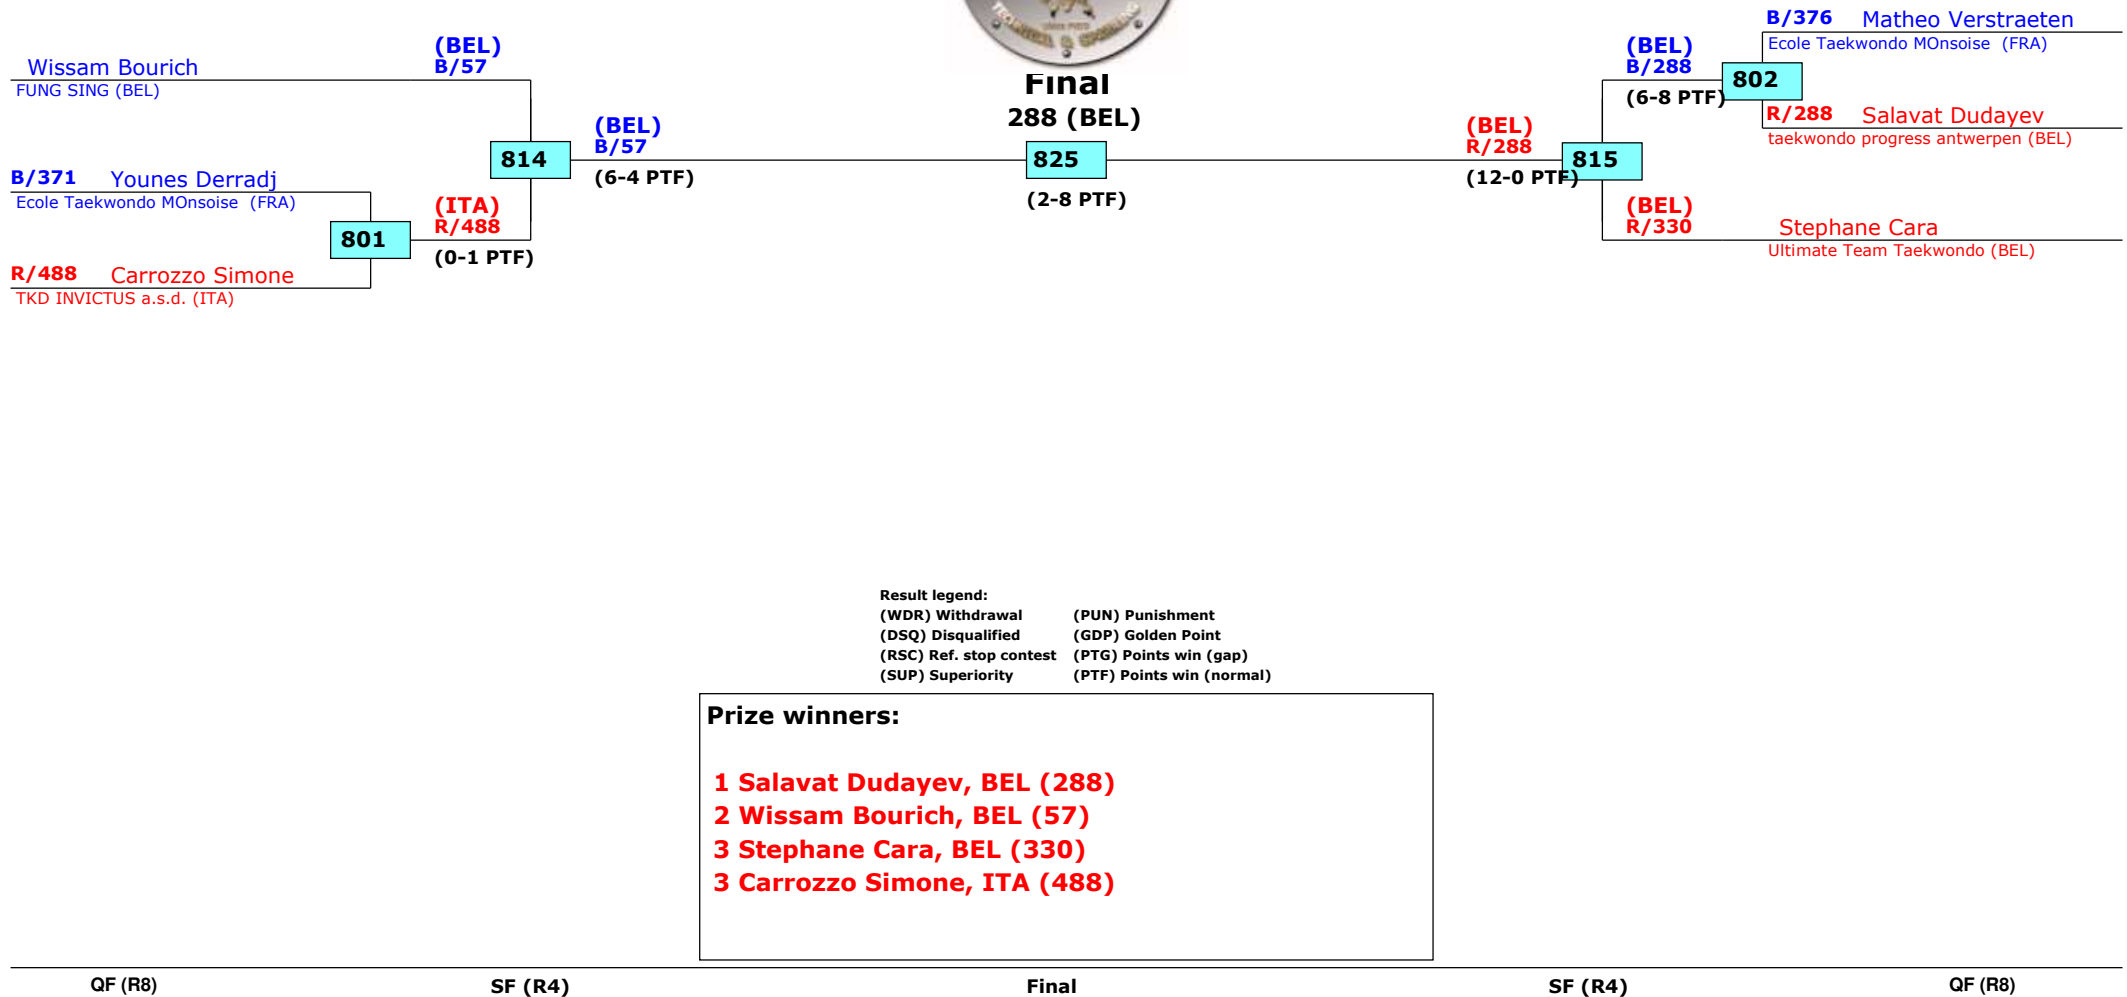 TECHNIEK & SPARRING
Wissam Bourich
FUNG SING (BEL)
(BEL)
B/57
B/371 Younes Derradj
Ecole Taekwondo MOnsoise (FRA)
801
R/488 Carrozzo Simone
TKD INVICTUS a.s.d. (ITA)
(ITA)
R/488
(0-1 PTF)
814
(BEL)
B/57
(6-4 PTF)
Final
288 (BEL)
825
(2-8 PTF)
(BEL)
R/288
(12-0 PTF)
815
(BEL)
B/288
(6-8 PTF)
802
B/376 Matheo Verstraeten
Ecole Taekwondo MOnsoise (FRA)
R/288 Salavat Dudayev
taekwondo progress antwerpen (BEL)
(BEL)
R/330
Stephane Cara
Ultimate Team Taekwondo (BEL)
Result legend:
(WDR) Withdrawal (PUN) Punishment
(DSQ) Disqualified (GDP) Golden Point
(RSC) Ref. stop contest (PTG) Points win (gap)
(SUP) Superiority (PTF) Points win (normal)
Prize winners:
1 Salavat Dudayev, BEL (288)
2 Wissam Bourich, BEL (57)
3 Stephane Cara, BEL (330)
3 Carrozzo Simone, ITA (488)
QF (R8) SF (R4) Final SF (R4) QF (R8)